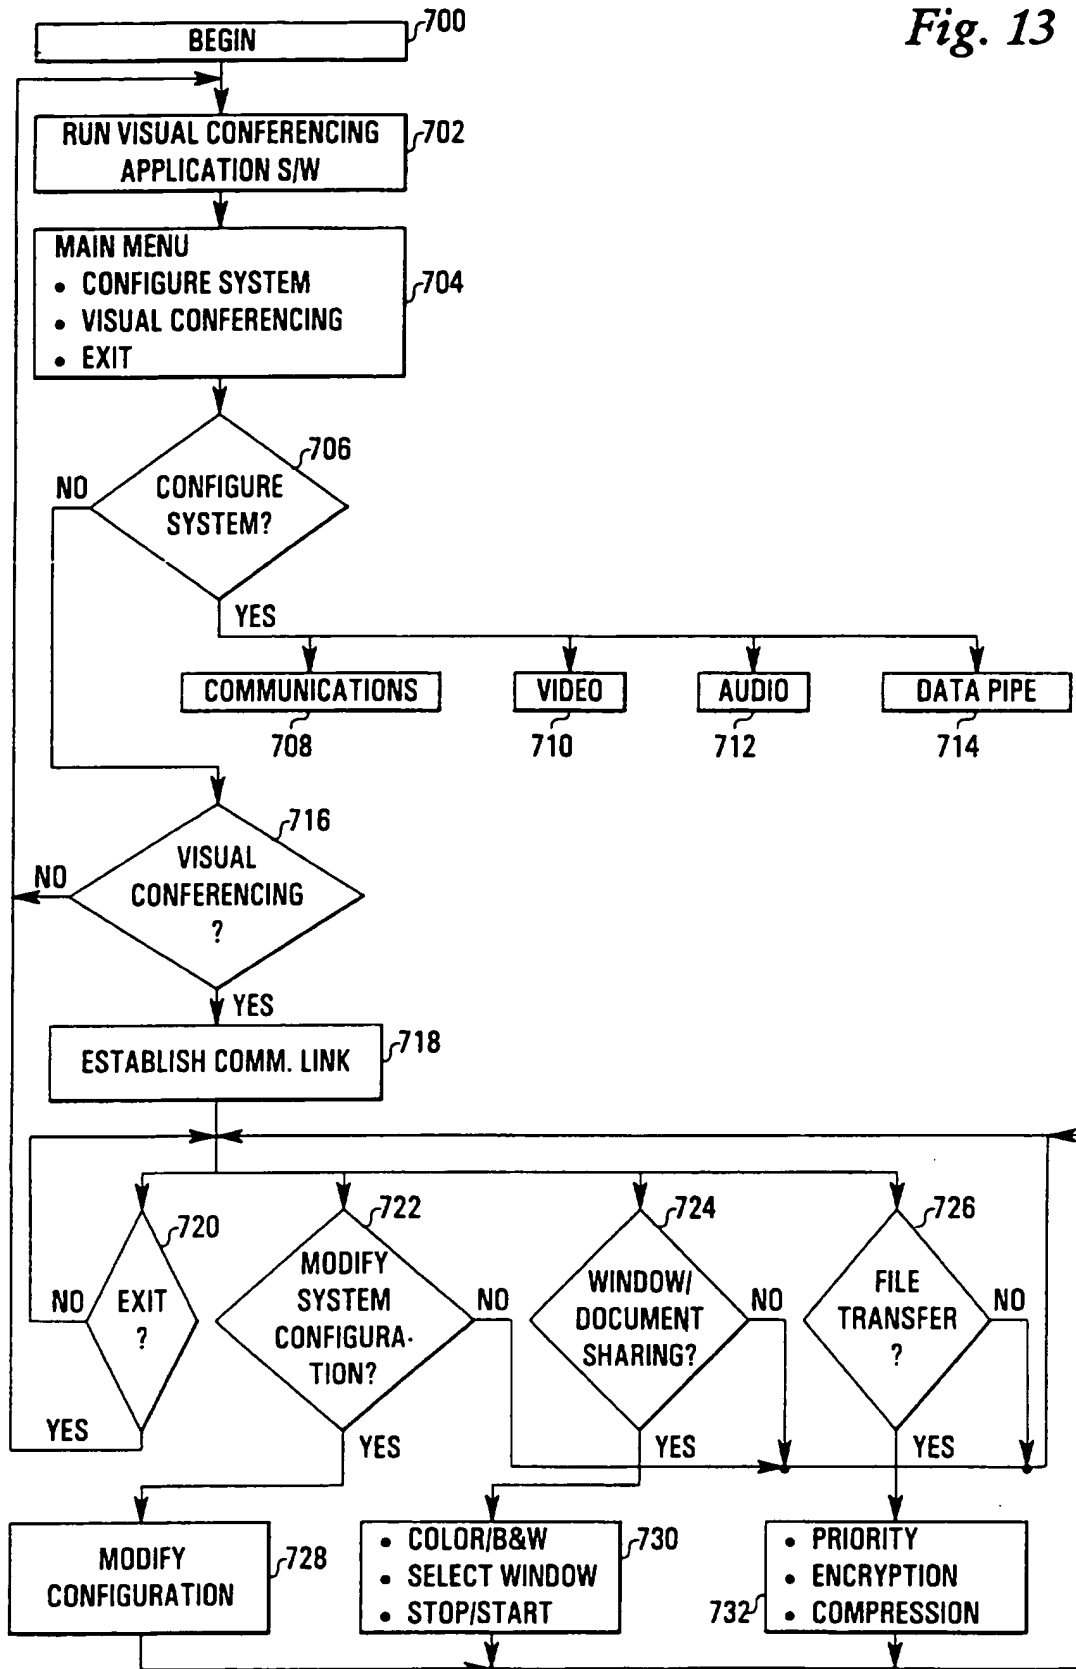 Fig. 13
BEGIN
700
RUN VISUAL CONFERENCING
APPLICATION S/W
702
MAIN MENU
• CONFIGURE SYSTEM
• VISUAL CONFERENCING
• EXIT
704
706
NO
CONFIGURE
SYSTEM?
YES
COMMUNICATIONS
VIDEO
AUDIO
DATA PIPE
708
710
712
714
716
NO
VISUAL
CONFERENCING
?
YES
ESTABLISH COMM. LINK
718
720
NO
EXIT
?
YES
722
MODIFY
SYSTEM
CONFIGURA-
TION?
NO
YES
724
WINDOW/
DOCUMENT
SHARING?
NO
YES
726
FILE
TRANSFER
?
NO
YES
MODIFY
CONFIGURATION
728
• COLOR/B&W
• SELECT WINDOW
• STOP/START
730
• PRIORITY
• ENCRYPTION
• COMPRESSION
732